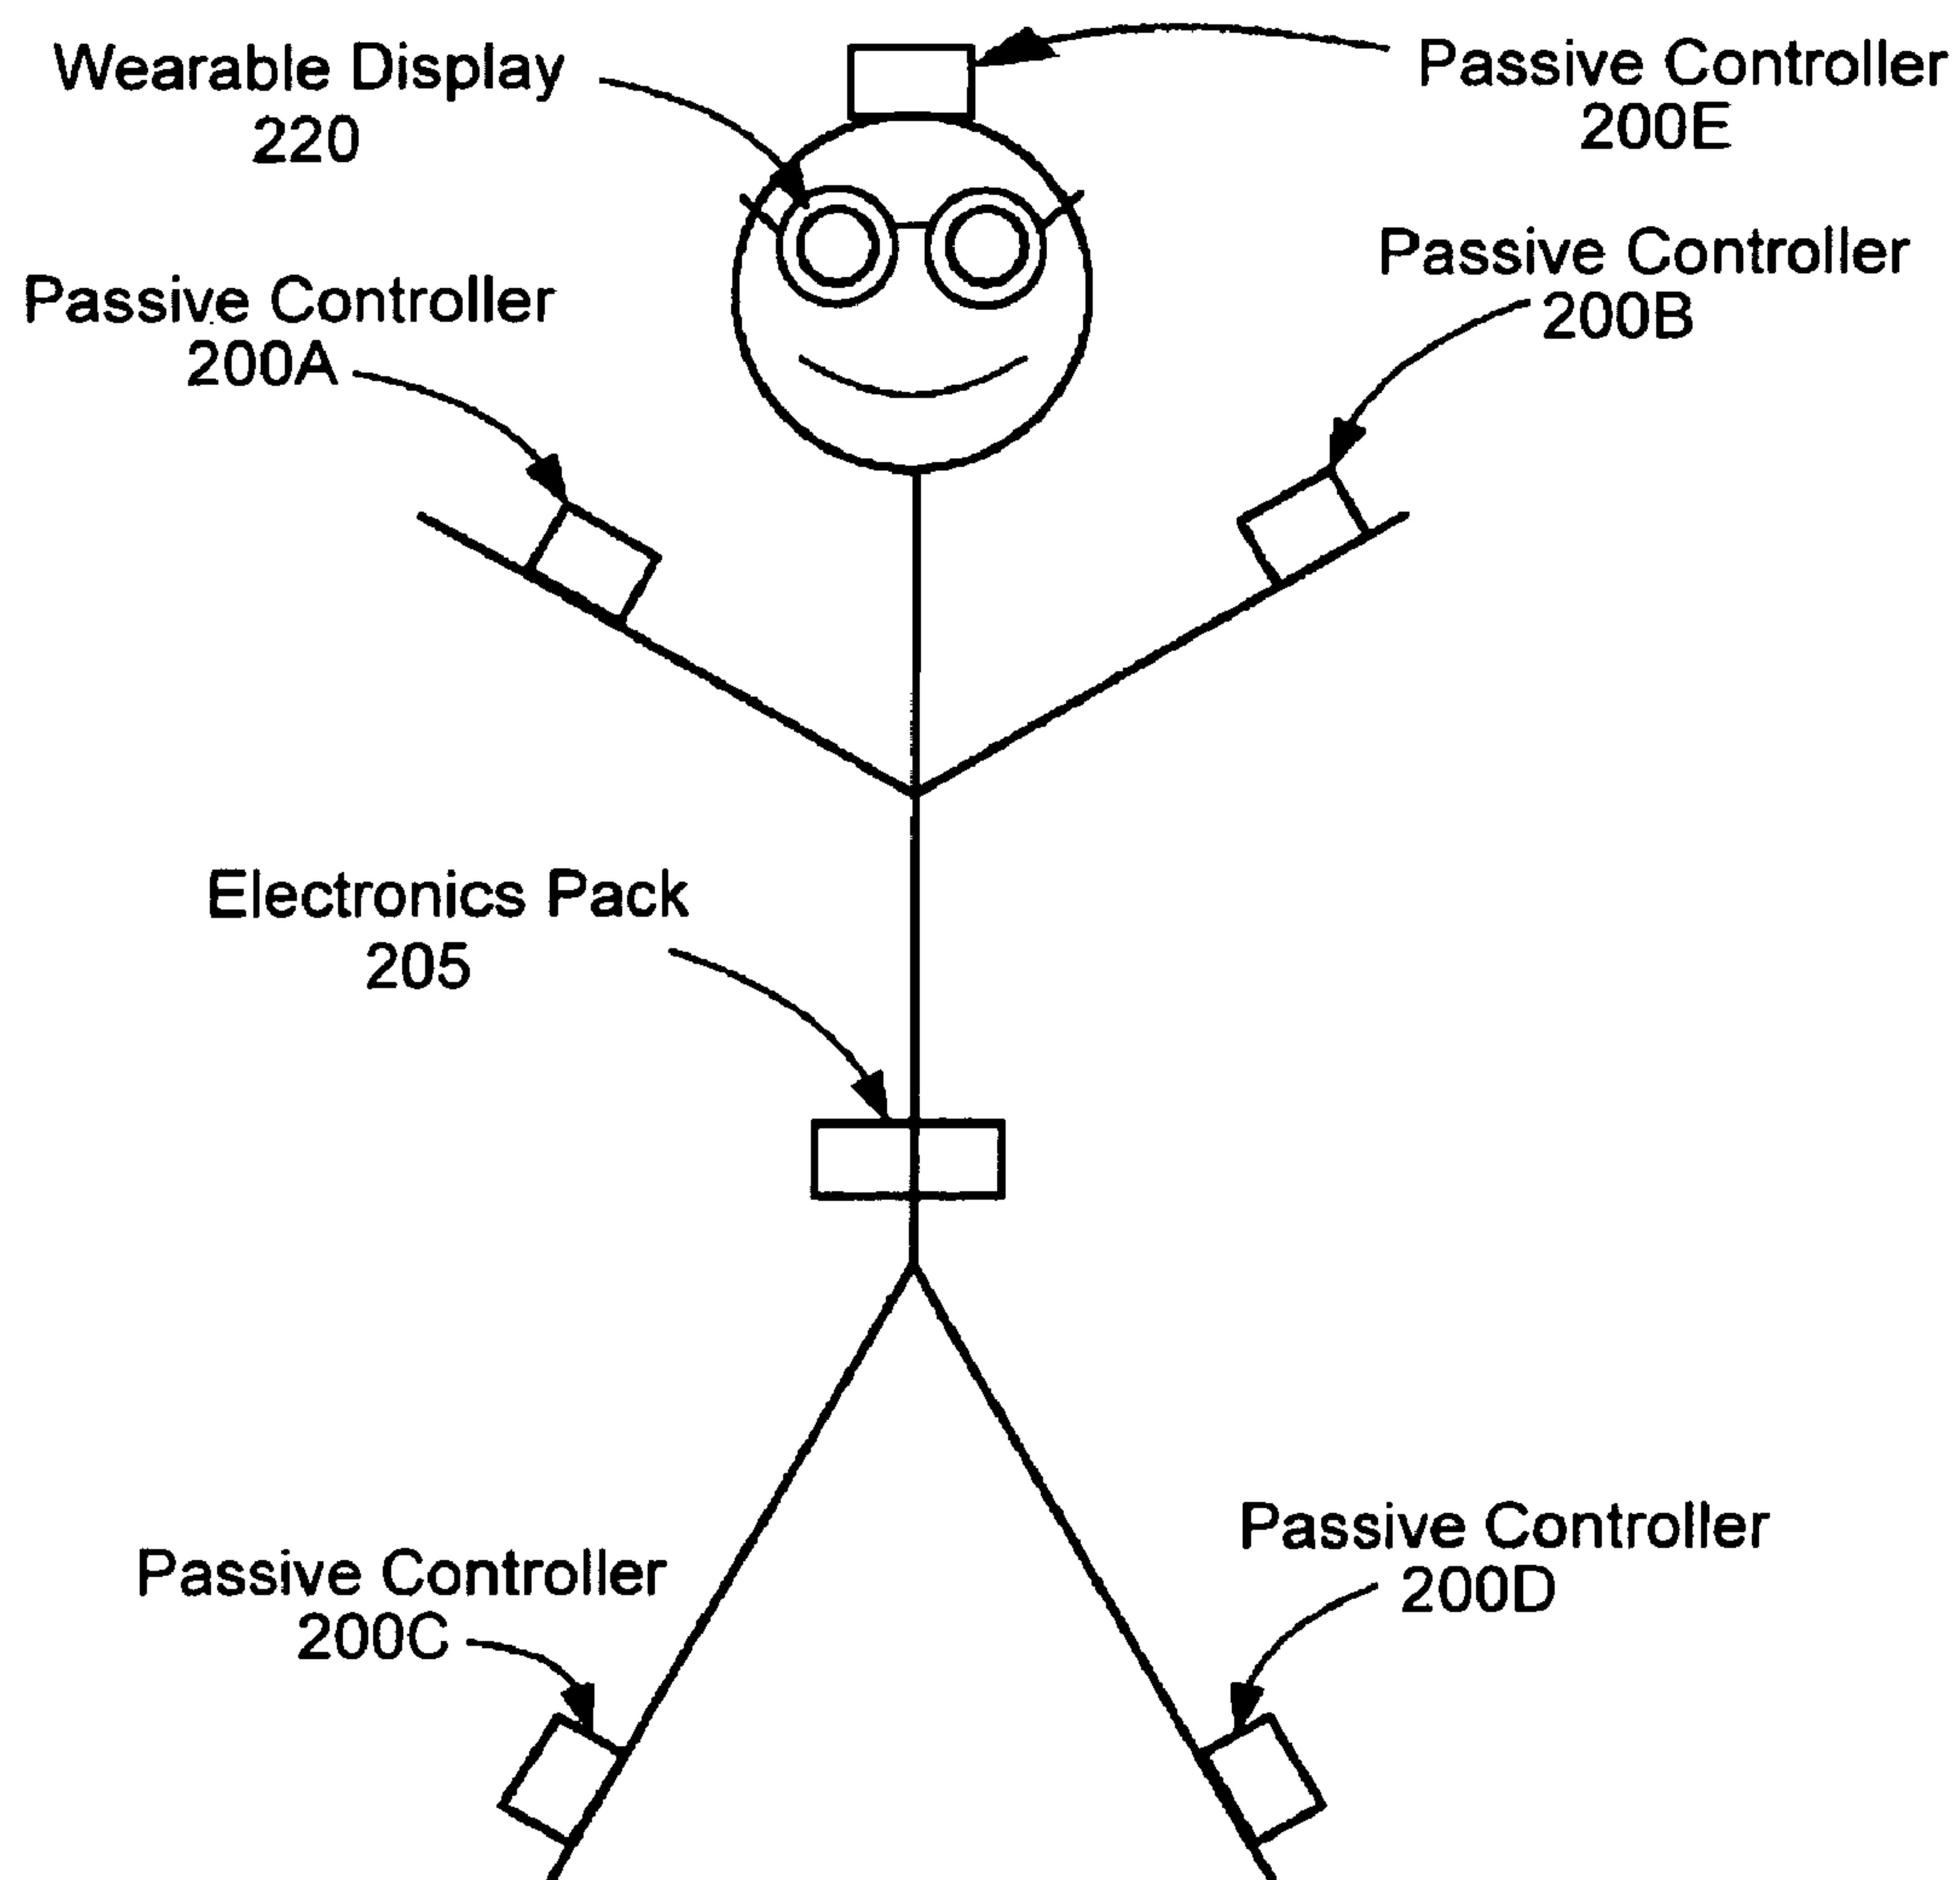 Wearable Display
220
Passive Controller
200E
Passive Controller
200B
Passive Controller
200A
Electronics Pack
205
Passive Controller
200D
Passive Controller
200C